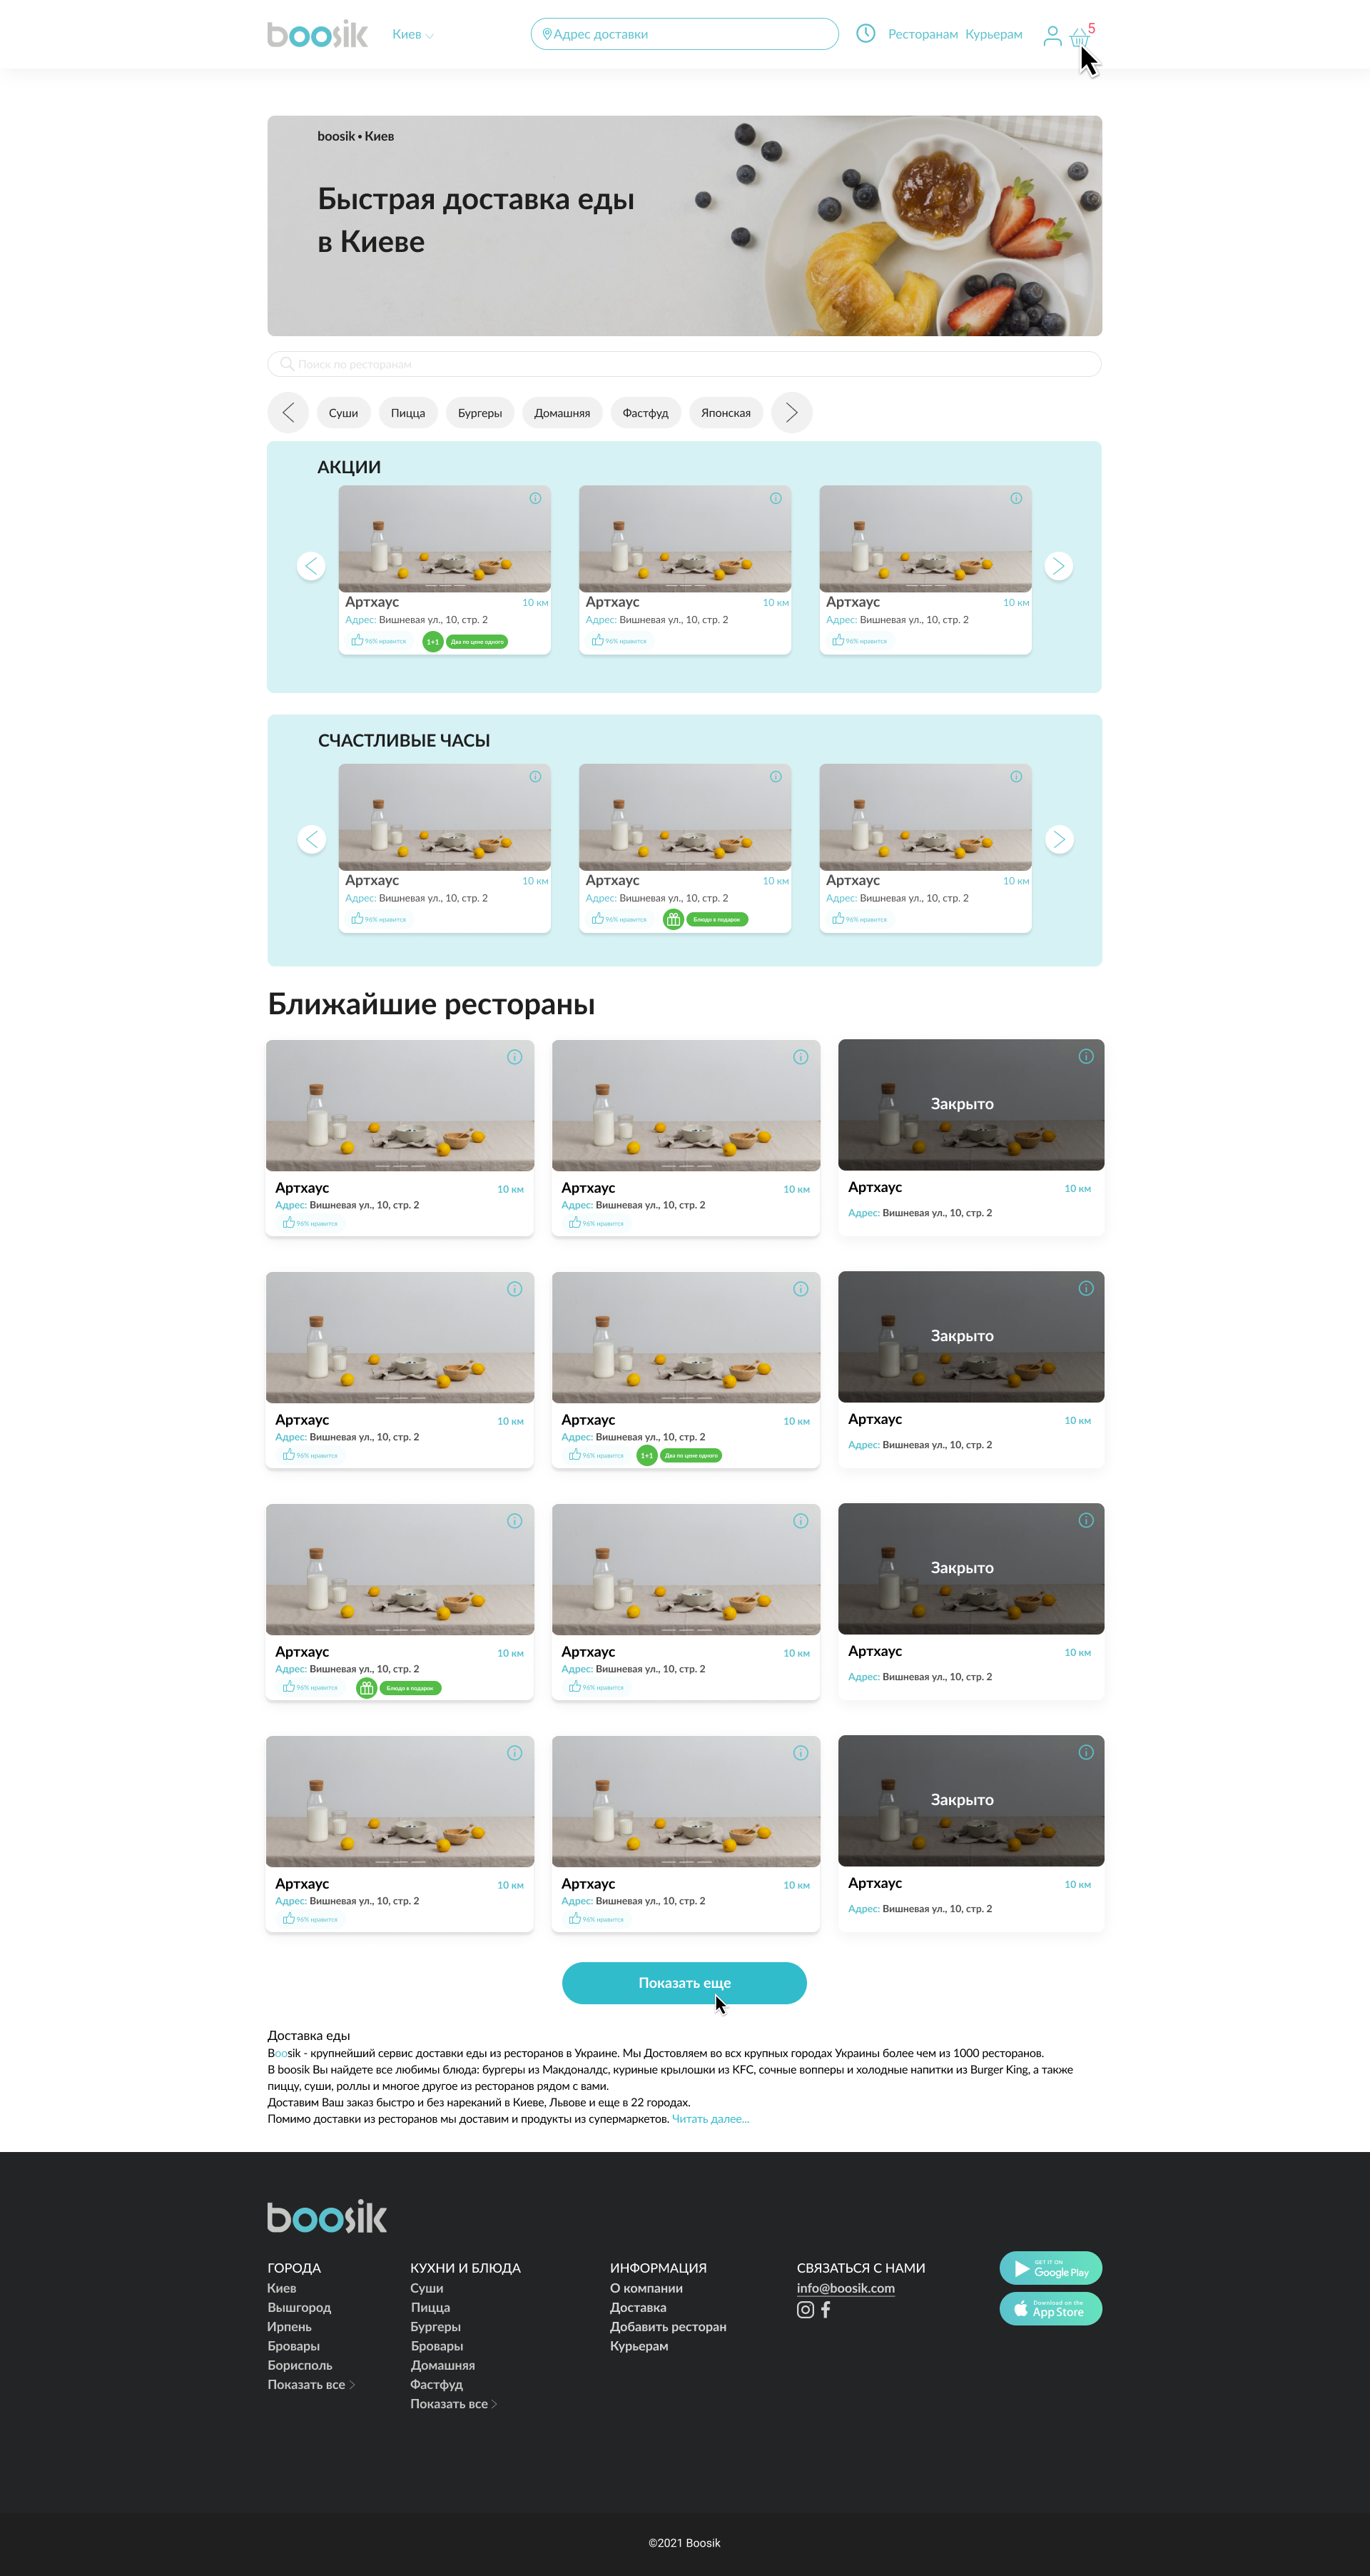 boosik
Киев
Адрес доставки
Ресторанам Курьерам
5
boosik • Киев
Быстрая доставка еды
в Киеве
Поиск по ресторанам
Суши
Пицца
Бургеры
Домашняя
Фастфуд
Японская
АКЦИИ
Артхаус 10 км
Адрес: Вишневая ул., 10, стр. 2
96% нравится 1+1 Два по цене одного
Артхаус 10 км
Адрес: Вишневая ул., 10, стр. 2
96% нравится
Артхаус 10 км
Адрес: Вишневая ул., 10, стр. 2
96% нравится
СЧАСТЛИВЫЕ ЧАСЫ
Артхаус 10 км
Адрес: Вишневая ул., 10, стр. 2
96% нравится
Артхаус 10 км
Адрес: Вишневая ул., 10, стр. 2
96% нравится Блюдо в подарок
Артхаус 10 км
Адрес: Вишневая ул., 10, стр. 2
96% нравится
Ближайшие рестораны
Артхаус 10 км
Адрес: Вишневая ул., 10, стр. 2
96% нравится
Артхаус 10 км
Адрес: Вишневая ул., 10, стр. 2
96% нравится
Закрыто
Артхаус 10 км
Адрес: Вишневая ул., 10, стр. 2
Артхаус 10 км
Адрес: Вишневая ул., 10, стр. 2
96% нравится
Артхаус 10 км
Адрес: Вишневая ул., 10, стр. 2
96% нравится 1+1 Два по цене одного
Закрыто
Артхаус 10 км
Адрес: Вишневая ул., 10, стр. 2
Артхаус 10 км
Адрес: Вишневая ул., 10, стр. 2
96% нравится Блюдо в подарок
Артхаус 10 км
Адрес: Вишневая ул., 10, стр. 2
96% нравится
Закрыто
Артхаус 10 км
Адрес: Вишневая ул., 10, стр. 2
Артхаус 10 км
Адрес: Вишневая ул., 10, стр. 2
96% нравится
Артхаус 10 км
Адрес: Вишневая ул., 10, стр. 2
96% нравится
Закрыто
Артхаус 10 км
Адрес: Вишневая ул., 10, стр. 2
Показать еще
Доставка еды
Boosik - крупнейший сервис доставки еды из ресторанов в Украине. Мы Достовляем во всх крупных городах Украины более чем из 1000 ресторанов.
В boosik Вы найдете все любимы блюда: бургеры из Макдоналдс, куриные крылошки из KFC, сочные вопперы и холодные напитки из Burger King, а также
пиццу, суши, роллы и многое другое из ресторанов рядом с вами.
Доставим Ваш заказ быстро и без нареканий в Киеве, Львове и еще в 22 городах.
Помимо доставки из ресторанов мы доставим и продукты из супермаркетов. Читать далее...
boosik
ГОРОДА
Киев
Вышгород
Ирпень
Бровары
Борисполь
Показать все
КУХНИ И БЛЮДА
Суши
Пицца
Бургеры
Бровары
Домашняя
Фастфуд
Показать все
ИНФОРМАЦИЯ
О компании
Доставка
Добавить ресторан
Курьерам
СВЯЗАТЬСЯ С НАМИ
info@boosik.com
GET IT ON
Google Play
Download on the
App Store
©2021 Boosik